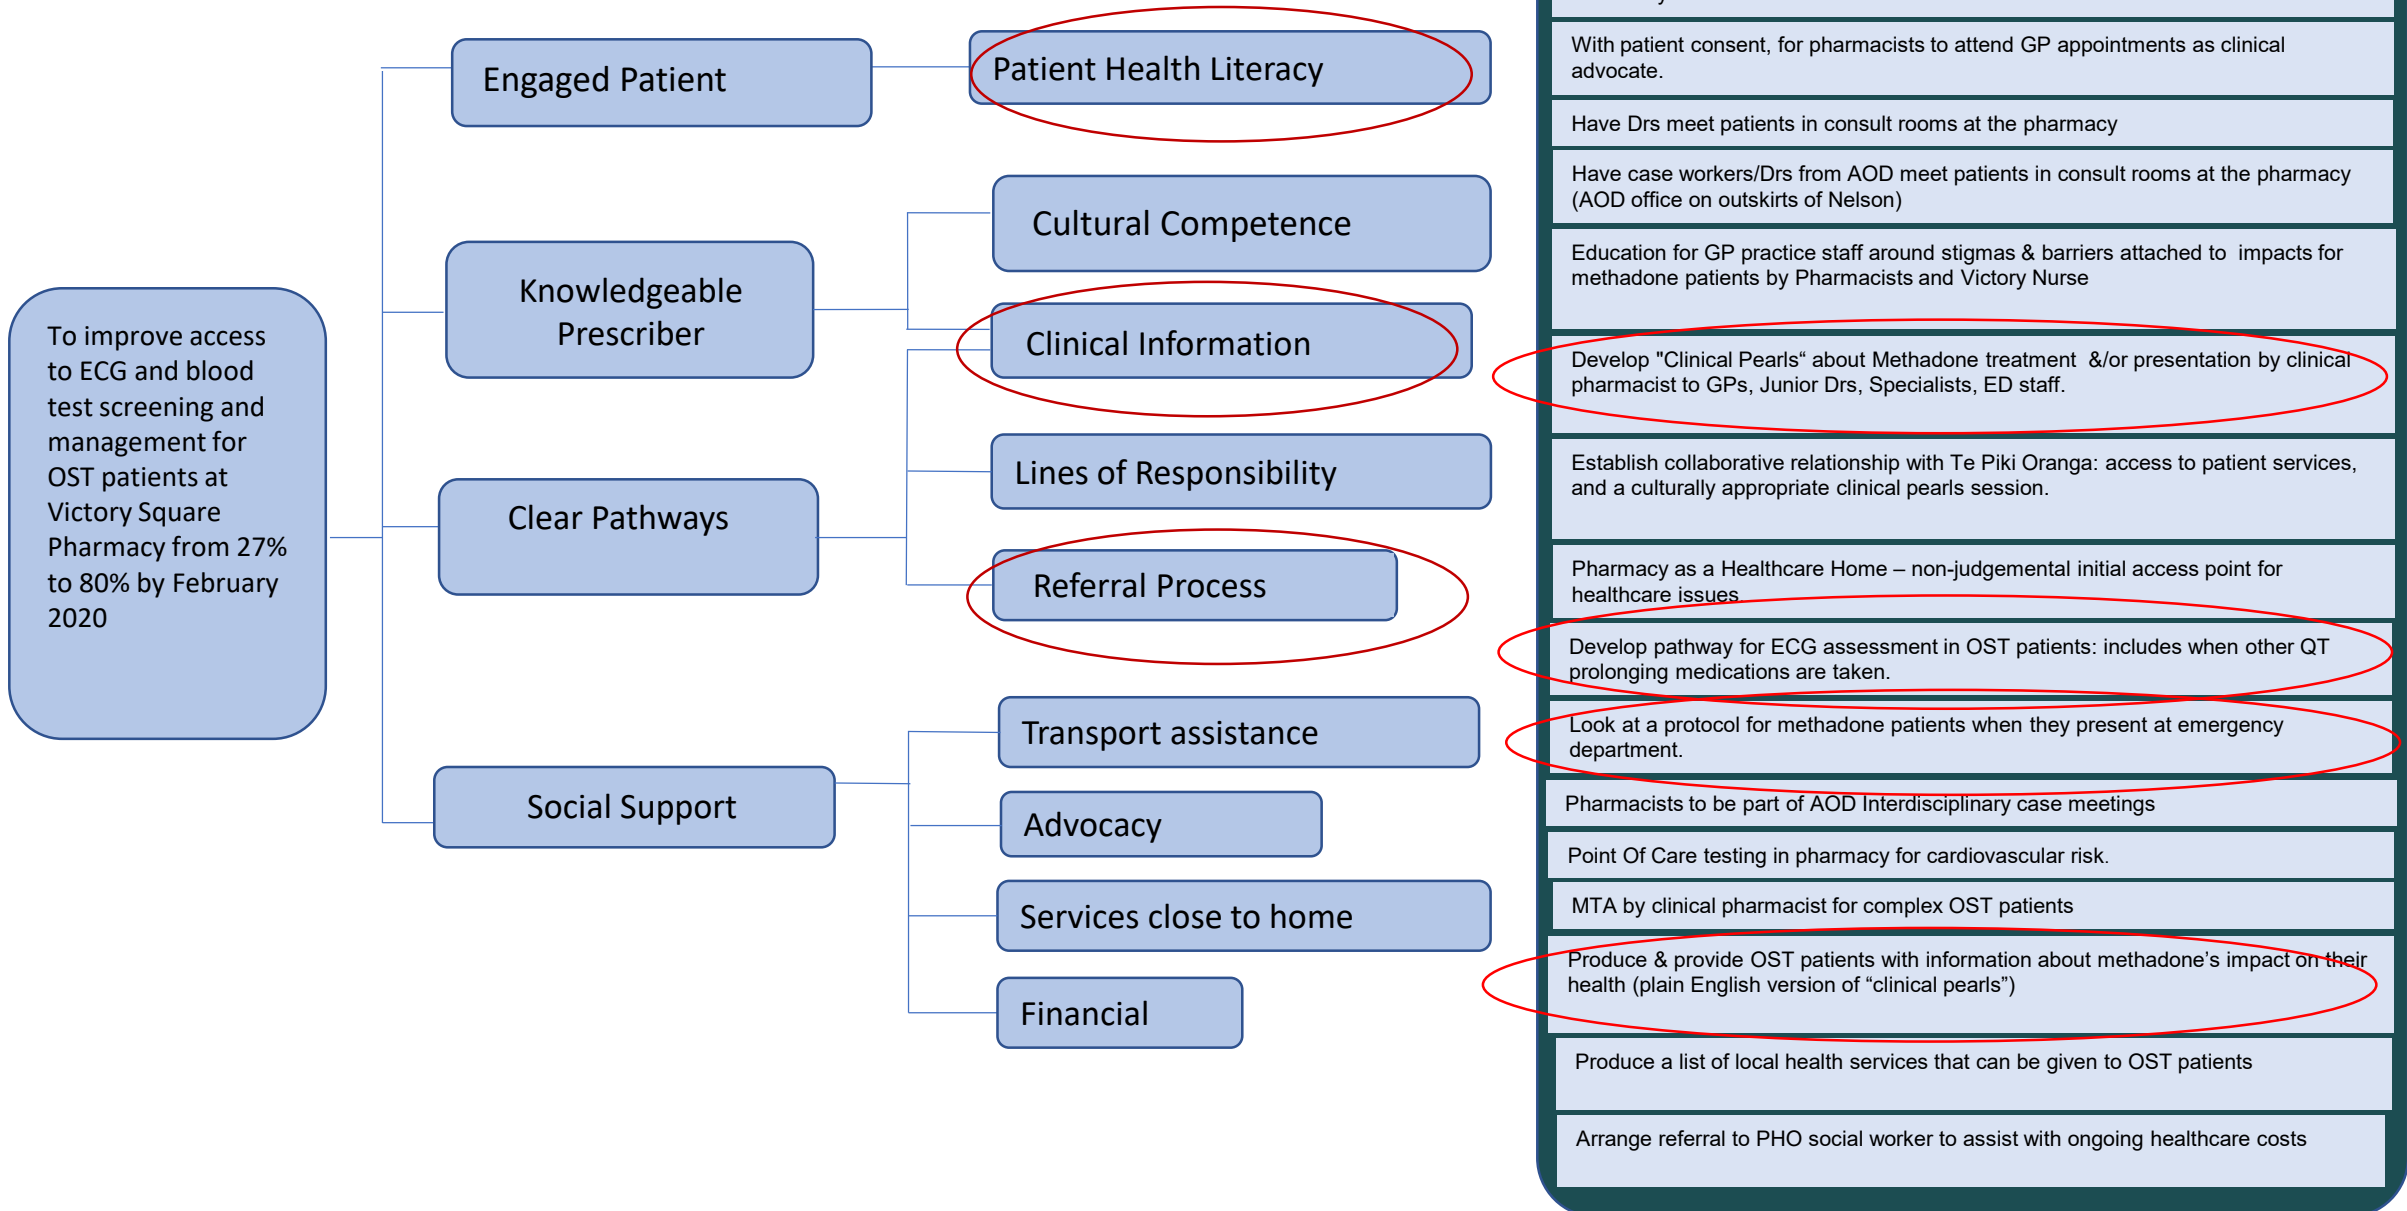 To improve access
to ECG and blood
test screening and
management for
OST patients at
Victory Square
Pharmacy from 27%
to 80% by February
2020
Engaged Patient
Knowledgeable
Prescriber
Clear Pathways
Social Support
Patient Health Literacy
Cultural Competence
Clinical Information
Lines of Responsibility
Referral Process
Transport assistance
Advocacy
Services close to home
Financial
With patient consent, for pharmacists to attend GP appointments as clinical
advocate.
Have Drs meet patients in consult rooms at the pharmacy
Have case workers/Drs from AOD meet patients in consult rooms at the pharmacy
(AOD office on outskirts of Nelson)
Education for GP practice staff around stigmas & barriers attached to  impacts for
methadone patients by Pharmacists and Victory Nurse
Develop "Clinical Pearls“ about Methadone treatment  &/or presentation by clinical
pharmacist to GPs, Junior Drs, Specialists, ED staff.
Establish collaborative relationship with Te Piki Oranga: access to patient services,
and a culturally appropriate clinical pearls session.
Pharmacy as a Healthcare Home – non-judgemental initial access point for
healthcare issues.
Develop pathway for ECG assessment in OST patients: includes when other QT
prolonging medications are taken.
Look at a protocol for methadone patients when they present at emergency
department.
Pharmacists to be part of AOD Interdisciplinary case meetings
Point Of Care testing in pharmacy for cardiovascular risk.
MTA by clinical pharmacist for complex OST patients
Produce & provide OST patients with information about methadone’s impact on their
health (plain English version of “clinical pearls”)
Produce a list of local health services that can be given to OST patients
Arrange referral to PHO social worker to assist with ongoing healthcare costs